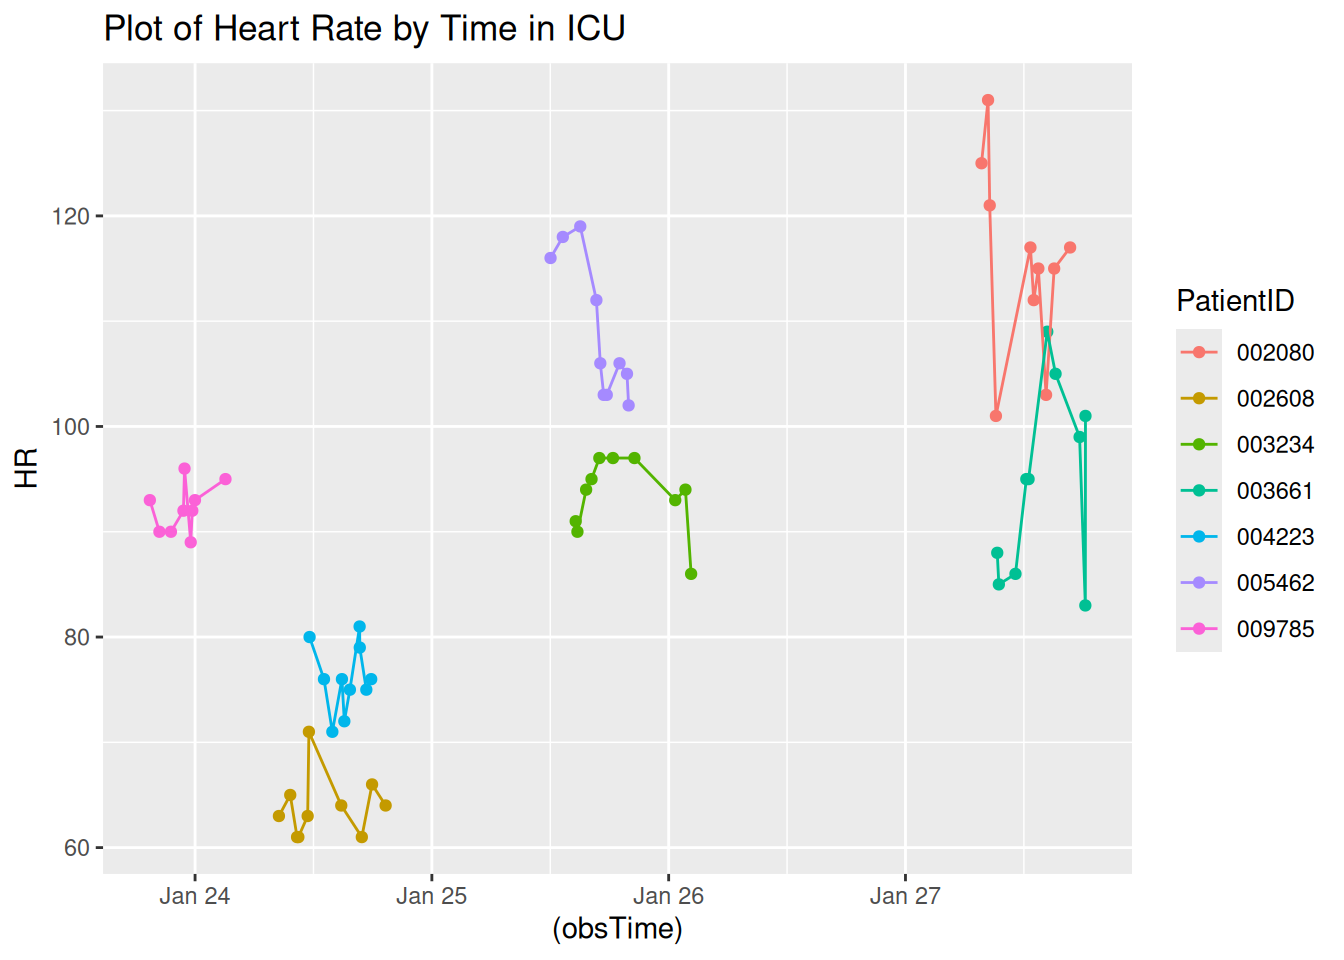 Plot of Heart Rate by Time in ICU
HR
120
100
80
60
Jan 24
Jan 25
Jan 26
Jan 27
(obsTime)
PatientID
002080
002608
003234
003661
004223
005462
009785